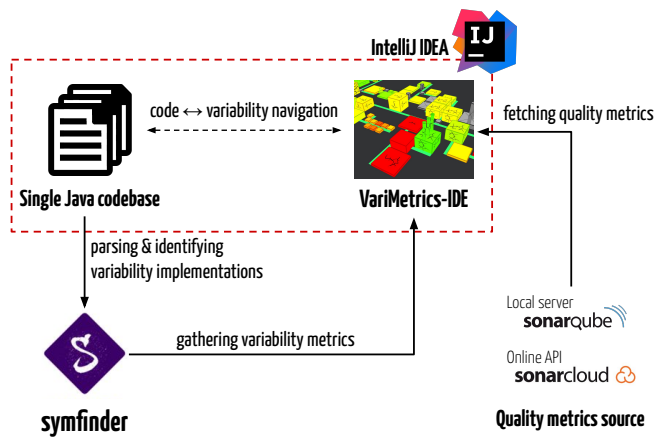 IntelliJ IDEA
IJ
code ↔ variability navigation
fetching quality metrics
Single Java codebase
VariMetrics-IDE
parsing & identifying
variability implementations
Local server
sonarqube
gathering variability metrics
Online API
sonarcloud
symfinder
Quality metrics source